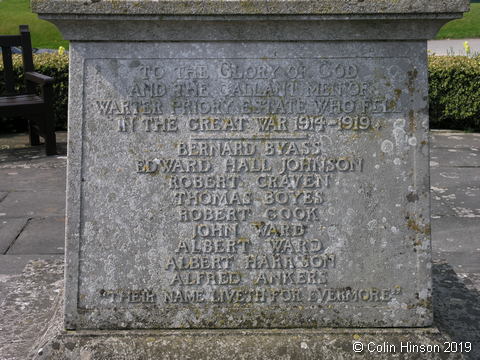 TO THE GLORY OF GOD
AND THE GALLANT MEN OF
WARTER PRIORY ESTATE WHO FELL
IN THE GREAT WAR 1914-1919
BERNARD BYASS
EDWARD HALL JOHNSON
ROBERT CRAVEN
THOMAS BOYES
ROBERT COOK
JOHN WARD
ALBERT WARD
ALBERT HARRISON
ALFRED ANKERS
"THEIR NAME LIVETH FOR EVERMORE"
© Colin Hinson 2019